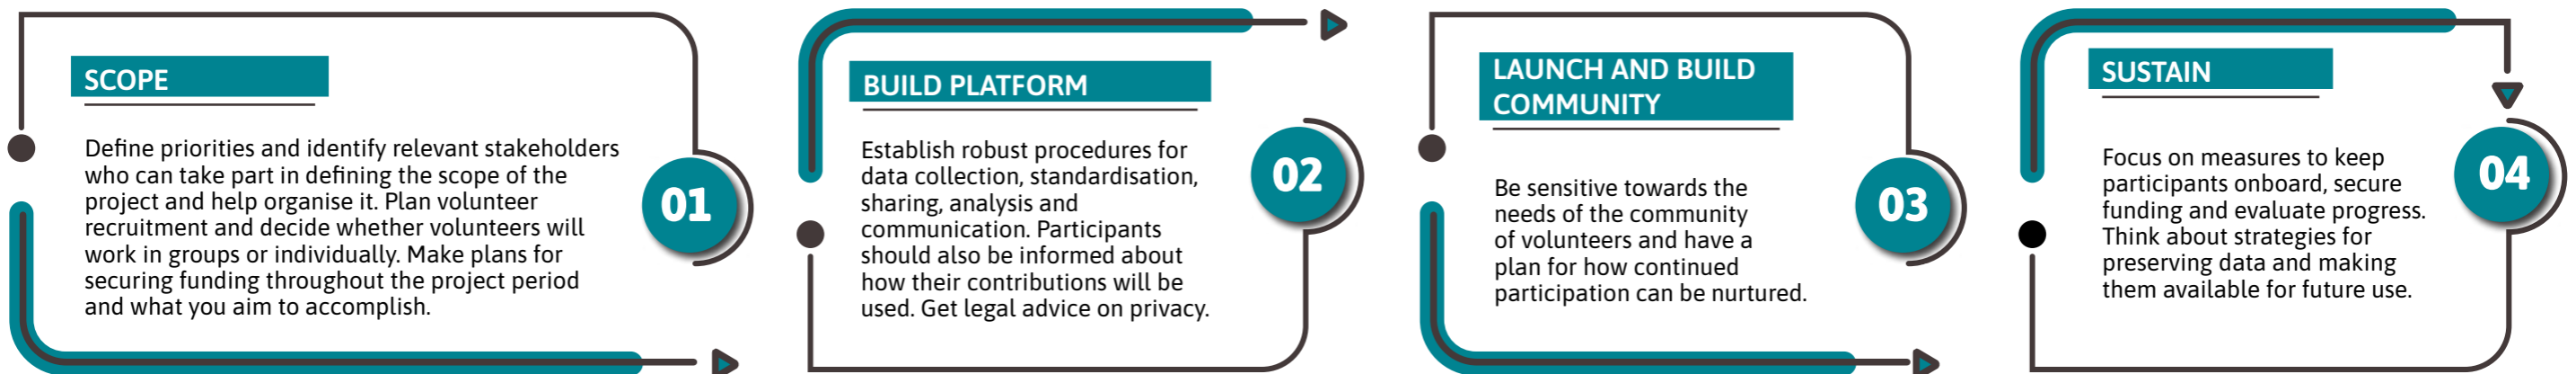 SCOPE
Define priorities and identify relevant stakeholders
who can take part in defining the scope of the
project and help organise it. Plan volunteer
recruitment and decide whether volunteers will
work in groups or individually. Make plans for
securing funding throughout the project period
and what you aim to accomplish.
01
BUILD PLATFORM
Establish robust procedures for
data collection, standardisation,
sharing, analysis and
communication. Participants
should also be informed about
how their contributions will be
used. Get legal advice on privacy.
02
LAUNCH AND BUILD
COMMUNITY
Be sensitive towards the
needs of the community
of volunteers and have a
plan for how continued
participation can be nurtured.
03
SUSTAIN
Focus on measures to keep
participants onboard, secure
funding and evaluate progress.
Think about strategies for
preserving data and making
them available for future use.
04